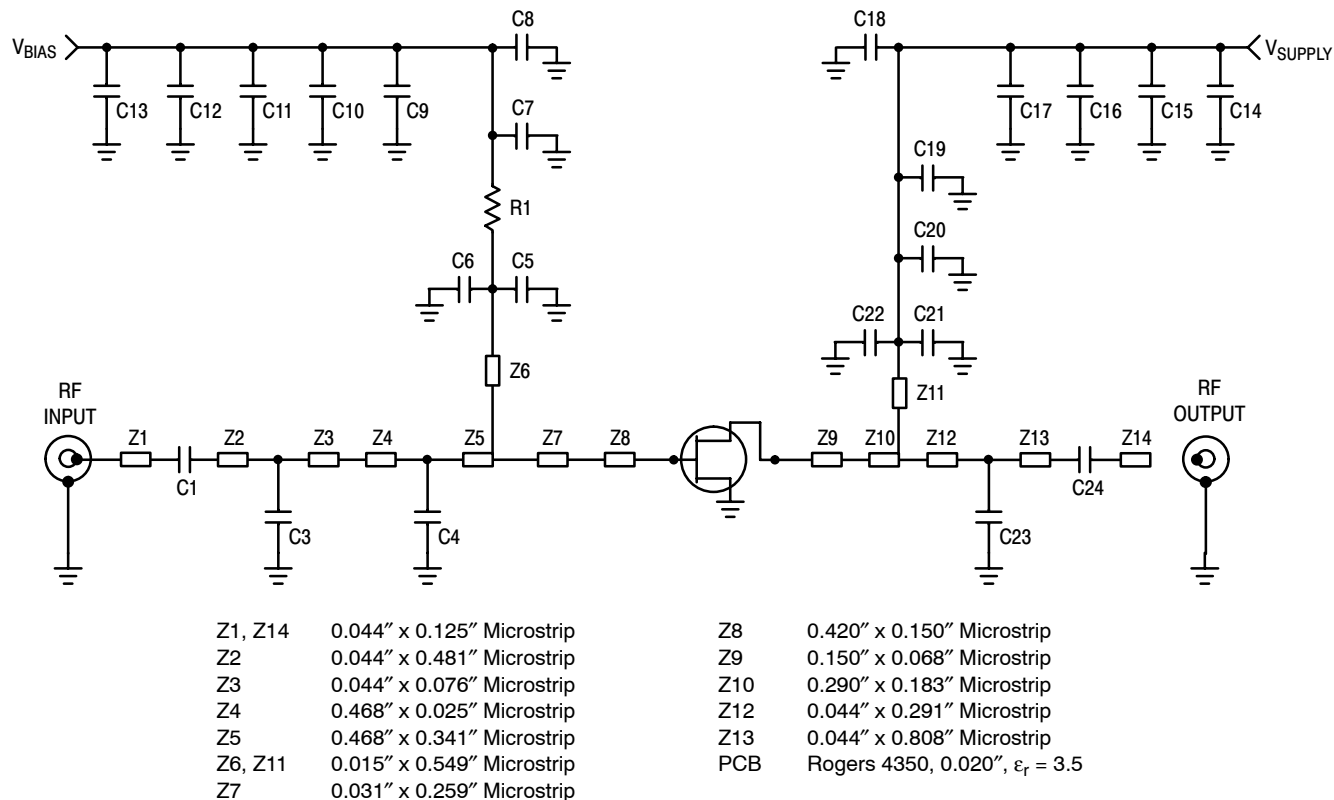 C8
C18
V_BIAS
V_SUPPLY
C13
C12
C11
C10
C9
C17
C16
C15
C14
C7
C19
R1
C20
C6
C5
C22
C21
Z6
Z11
RF
INPUT
RF
OUTPUT
Z1
Z2
Z3
Z4
Z5
Z7
Z8
Z9
Z10
Z12
Z13
Z14
C1
C24
C3
C4
C23
Z1, Z14 0.044″ x 0.125″ Microstrip
Z2 0.044″ x 0.481″ Microstrip
Z3 0.044″ x 0.076″ Microstrip
Z4 0.468″ x 0.025″ Microstrip
Z5 0.468″ x 0.341″ Microstrip
Z6, Z11 0.015″ x 0.549″ Microstrip
Z7 0.031″ x 0.259″ Microstrip
Z8 0.420″ x 0.150″ Microstrip
Z9 0.150″ x 0.068″ Microstrip
Z10 0.290″ x 0.183″ Microstrip
Z12 0.044″ x 0.291″ Microstrip
Z13 0.044″ x 0.808″ Microstrip
PCB Rogers 4350, 0.020″, εr = 3.5